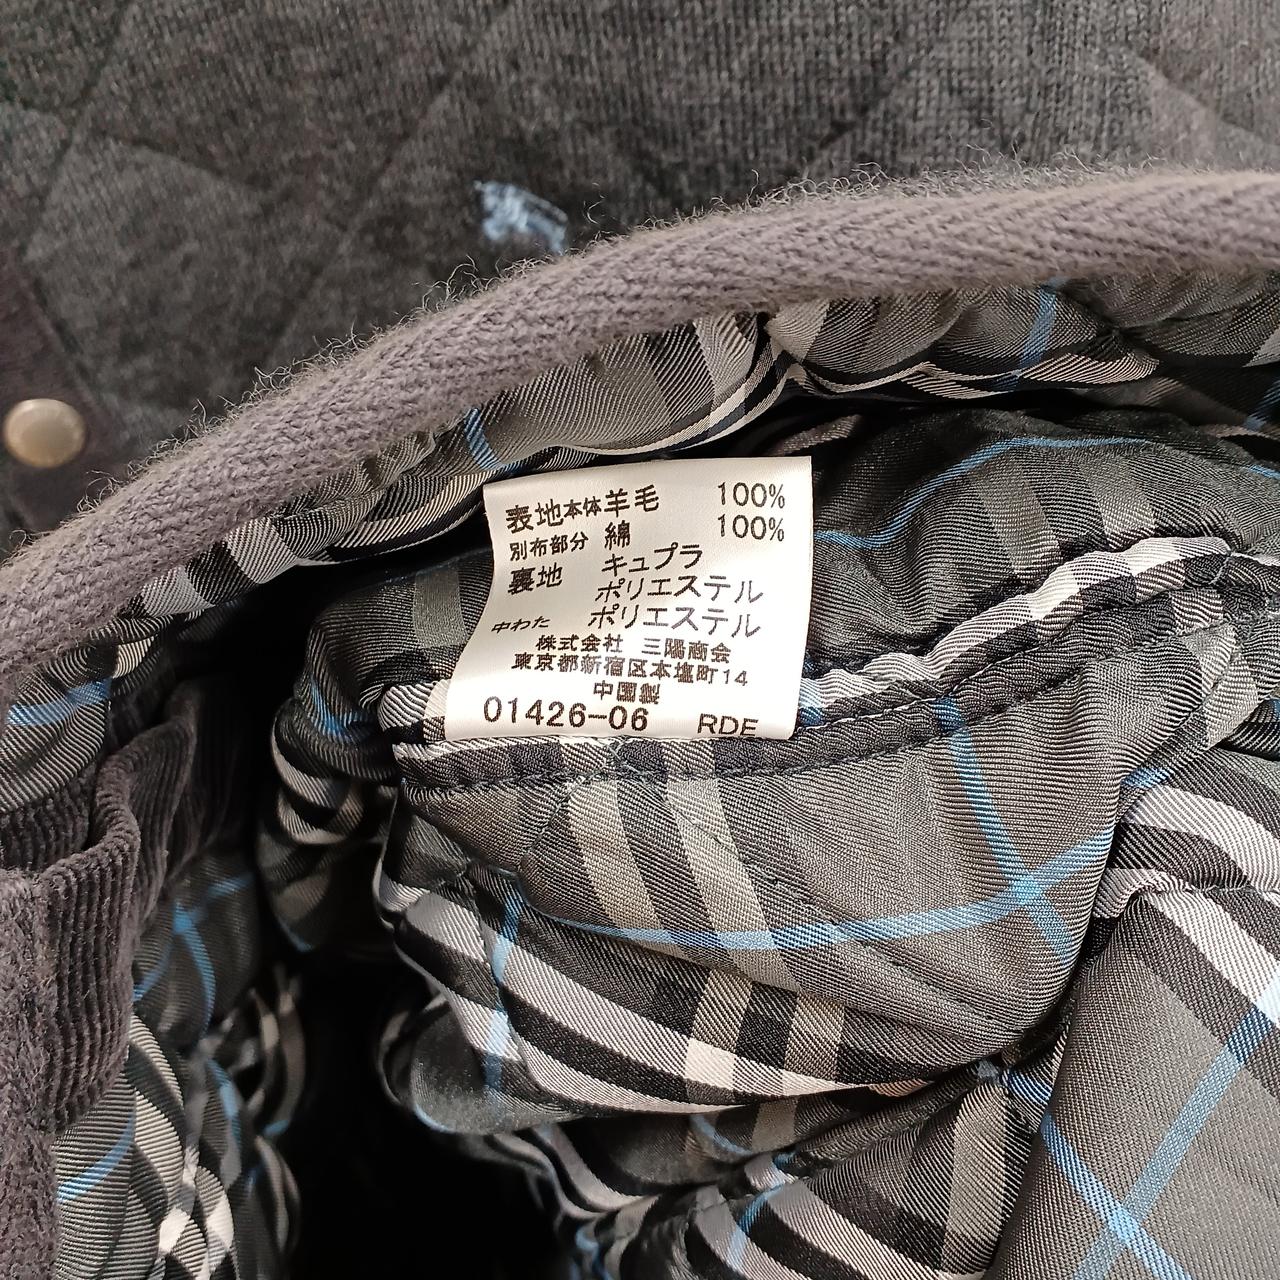 表地本体羊毛 100%
別布部分 綿 100%
裏地 キュプラ
ポリエステル
中わた ポリエステル
株式会社 三陽商会
東京都新宿区本塩町14
中国製
01426-06 RDE